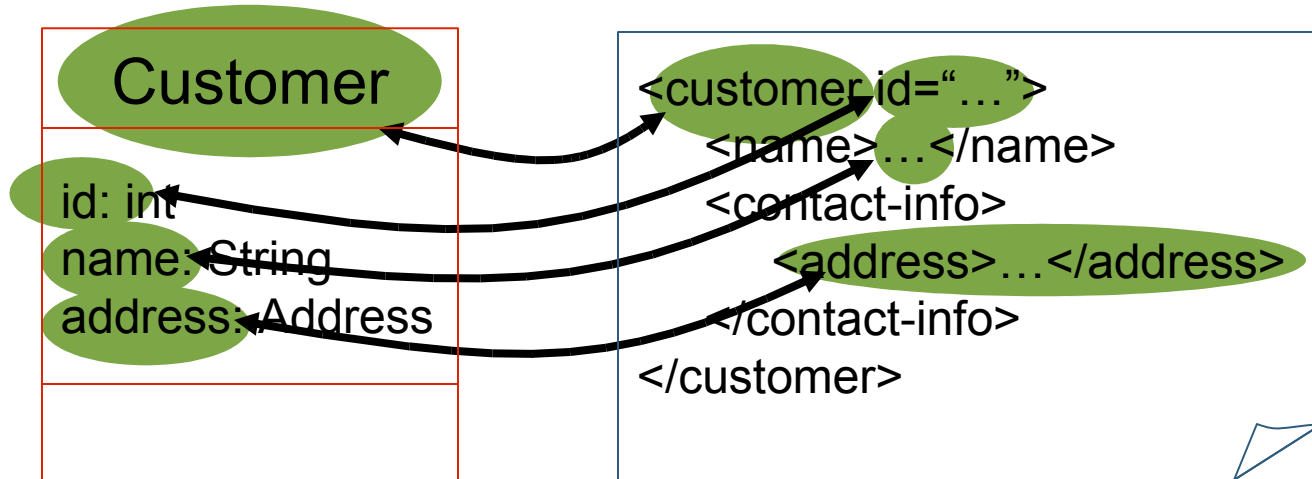 Customer
id: int
name: String
address: Address
<customer id=“…”>
<name>…</name>
<contact-info>
<address>…</address>
</contact-info>
</customer>